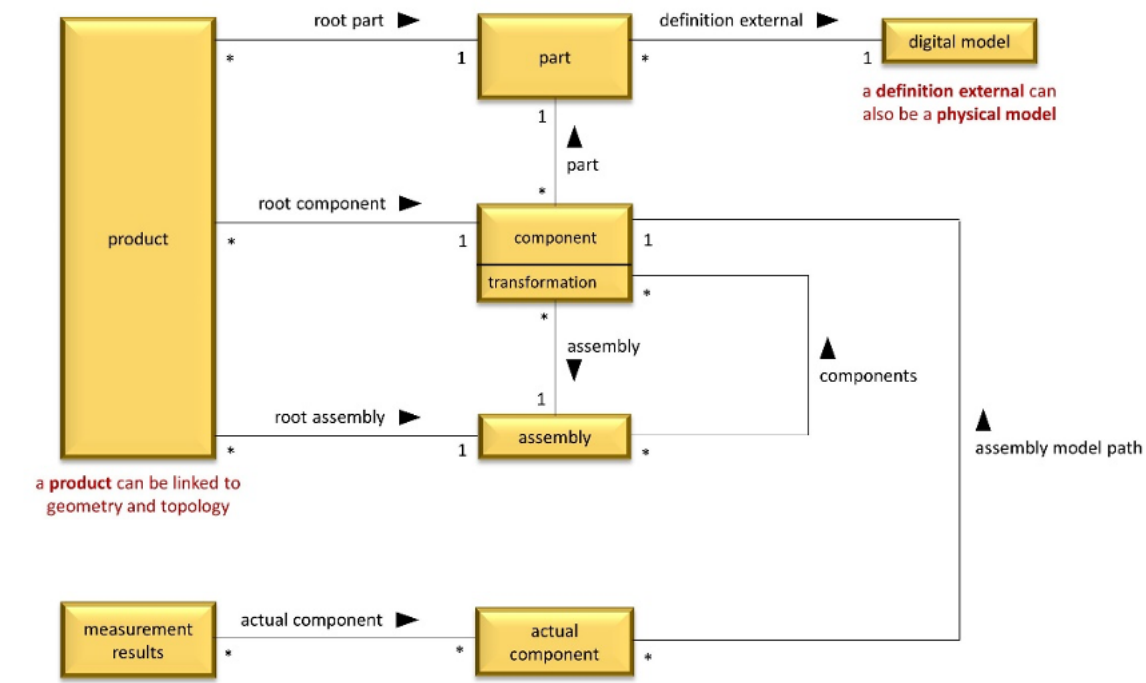 root part
definition external
part
digital model
*
1
*
1
a definition external can
also be a physical model
1
part
*
root component
product
*
1
component
1
transformation
*
*
assembly
components
1
root assembly
assembly
*
1
*
assembly model path
a product can be linked to
geometry and topology
actual component
measurement
results
*
*
actual
component
*